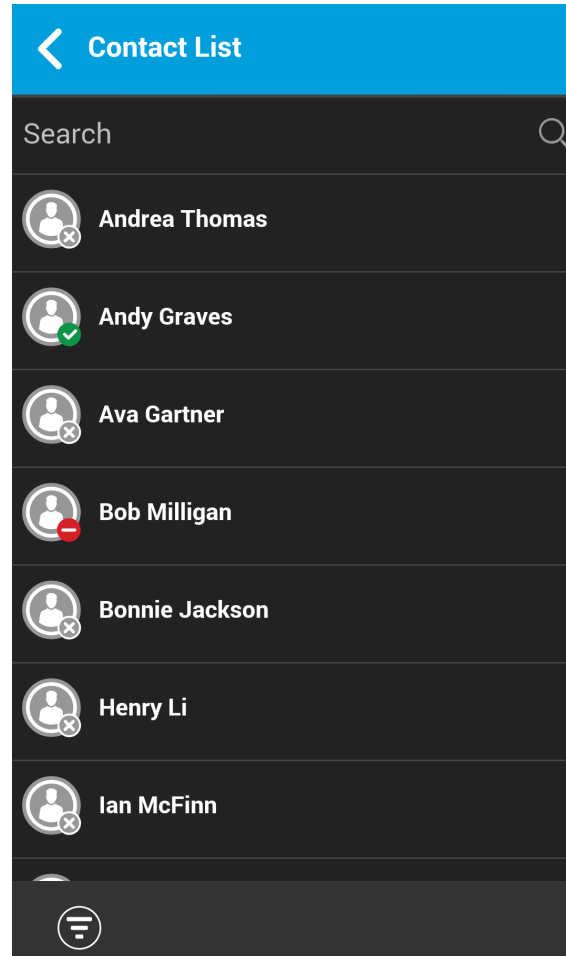 Contact List
Search
Andrea Thomas
Andy Graves
Ava Gartner
Bob Milligan
Bonnie Jackson
Henry Li
Ian McFinn